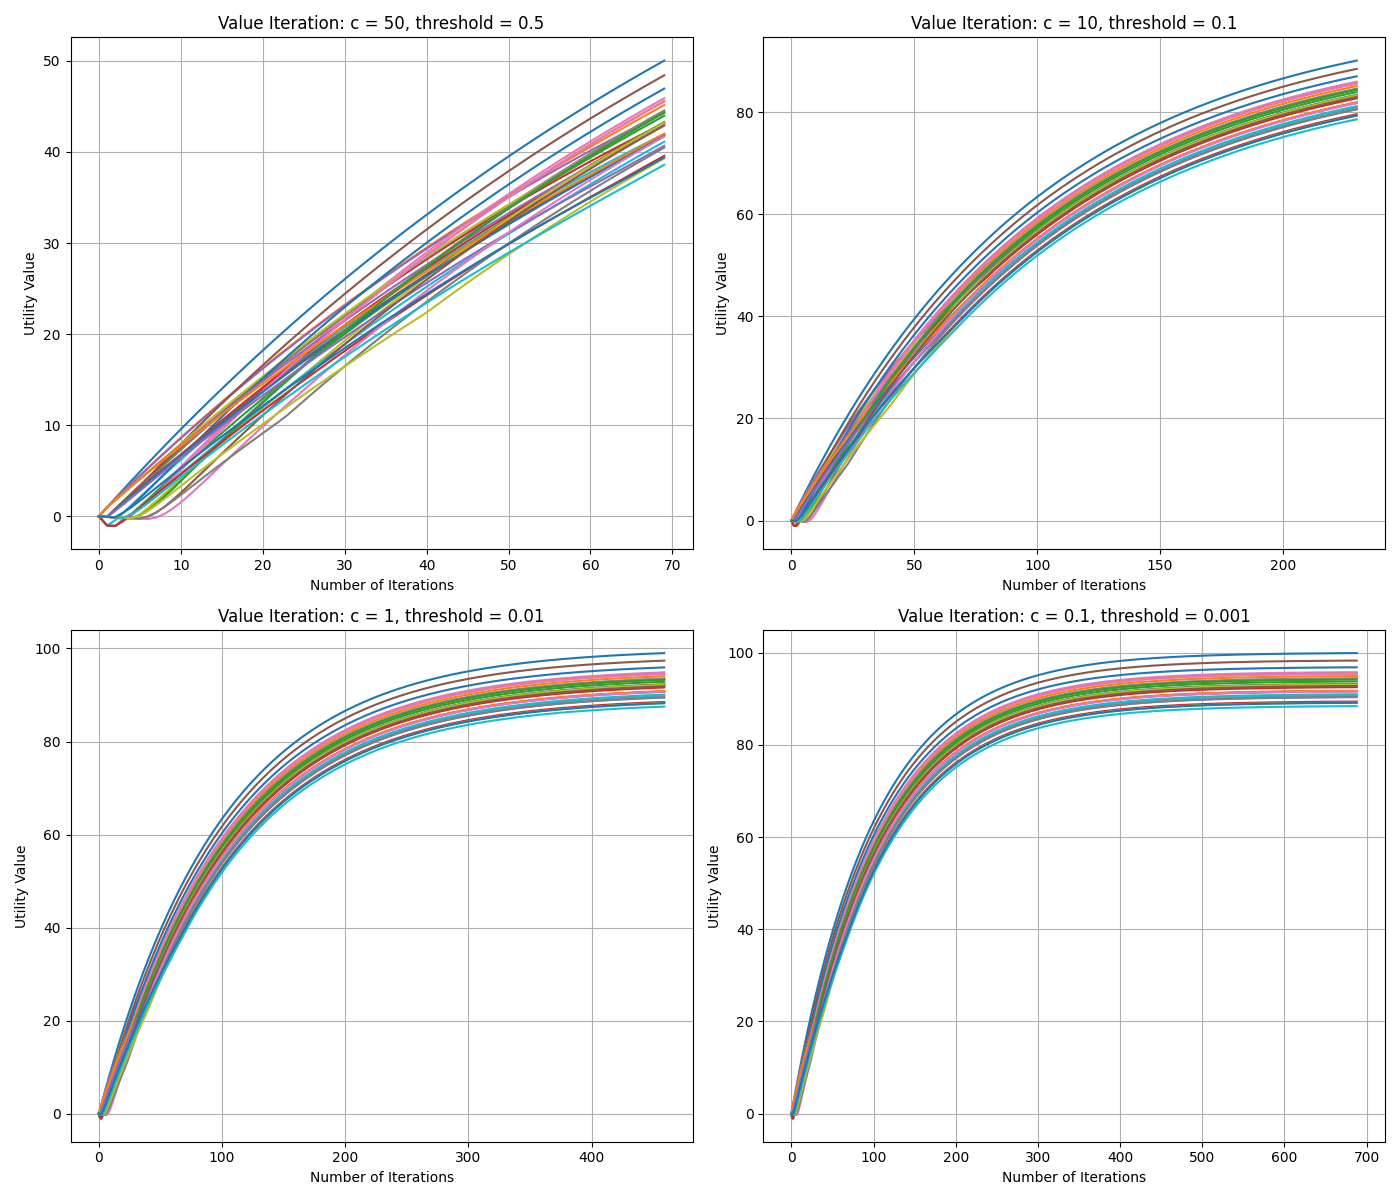 Value Iteration: c = 50, threshold = 0.5
50
40
30
20
10
0
Utility Value
0 10 20 30 40 50 60 70
Number of Iterations
Value Iteration: c = 10, threshold = 0.1
80
60
40
20
0
Utility Value
0 50 100 150 200
Number of Iterations
Value Iteration: c = 1, threshold = 0.01
100
80
60
40
20
0
Utility Value
0 100 200 300 400
Number of Iterations
Value Iteration: c = 0.1, threshold = 0.001
100
80
60
40
20
0
Utility Value
0 100 200 300 400 500 600 700
Number of Iterations